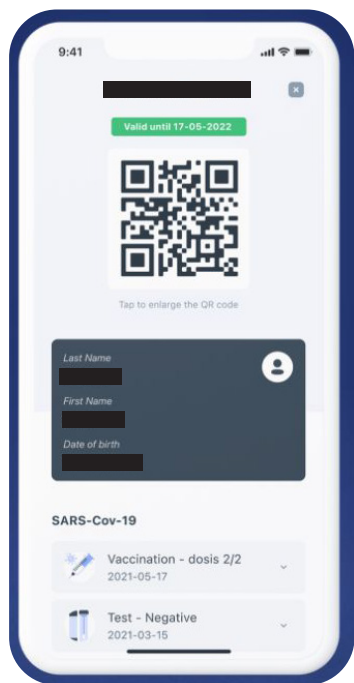 9:41
Valid until 17-05-2022
Tap to enlarge the QR code
Last Name
First Name
Date of birth
SARS-Cov-19
Vaccination - dosis 2/2
2021-05-17
Test - Negative
2021-03-15